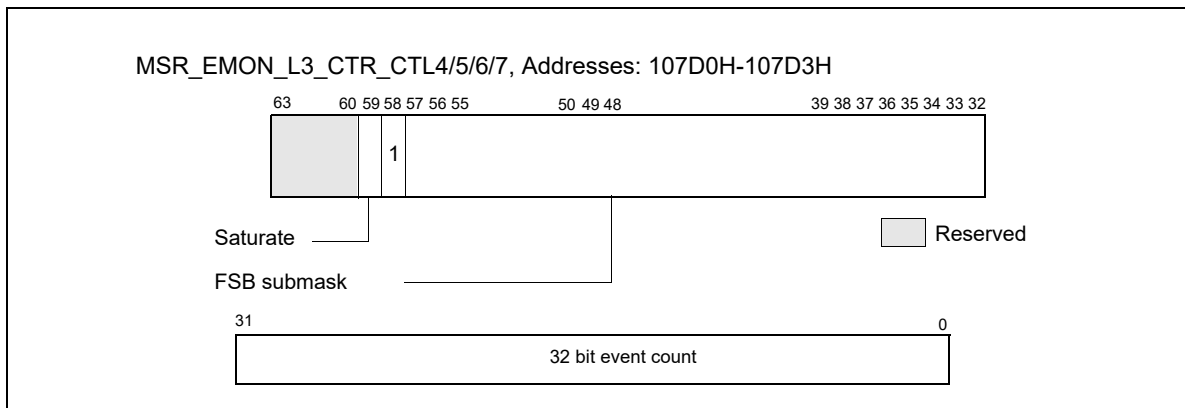 MSR_EMON_L3_CTR_CTL4/5/6/7, Addresses: 107D0H-107D3H
63 60 59 58 57 56 55 50 49 48 39 38 37 36 35 34 33 32
1
Saturate
Reserved
FSB submask
31 0
32 bit event count